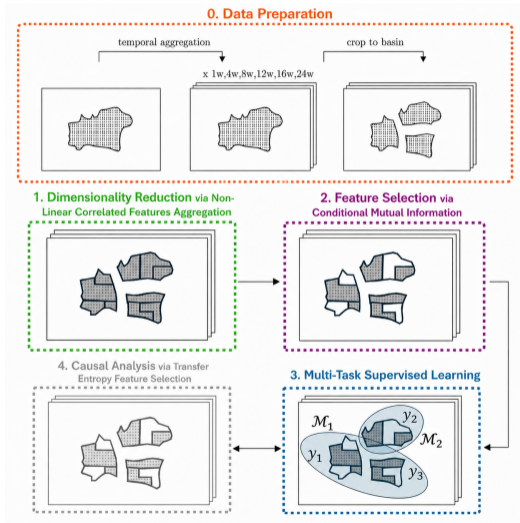 0. Data Preparation
temporal aggregation
crop to basin
x 1w,4w,8w,12w,16w,24w
1. Dimensionality Reduction via Non-
Linear Correlated Features Aggregation
2. Feature Selection via
Conditional Mutual Information
4. Causal Analysis via Transfer
Entropy Feature Selection
3. Multi-Task Supervised Learning
ℳ₁
y₂
ℳ₂
y₁
y₃